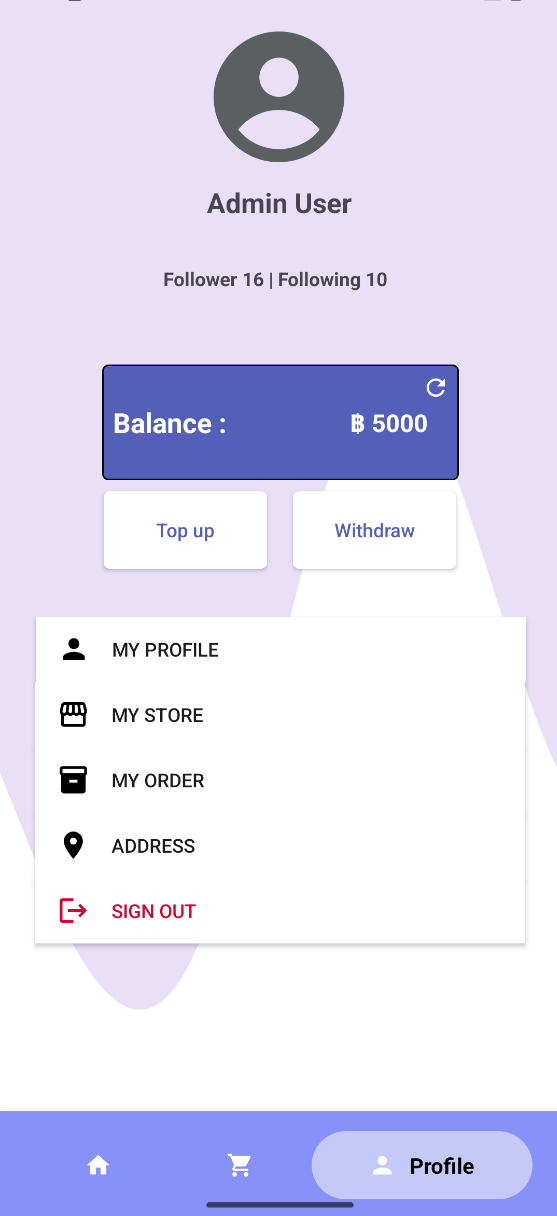 Admin User
Follower 16 | Following 10
Balance : ฿ 5000
Top up Withdraw
MY PROFILE
MY STORE
MY ORDER
ADDRESS
SIGN OUT
Profile